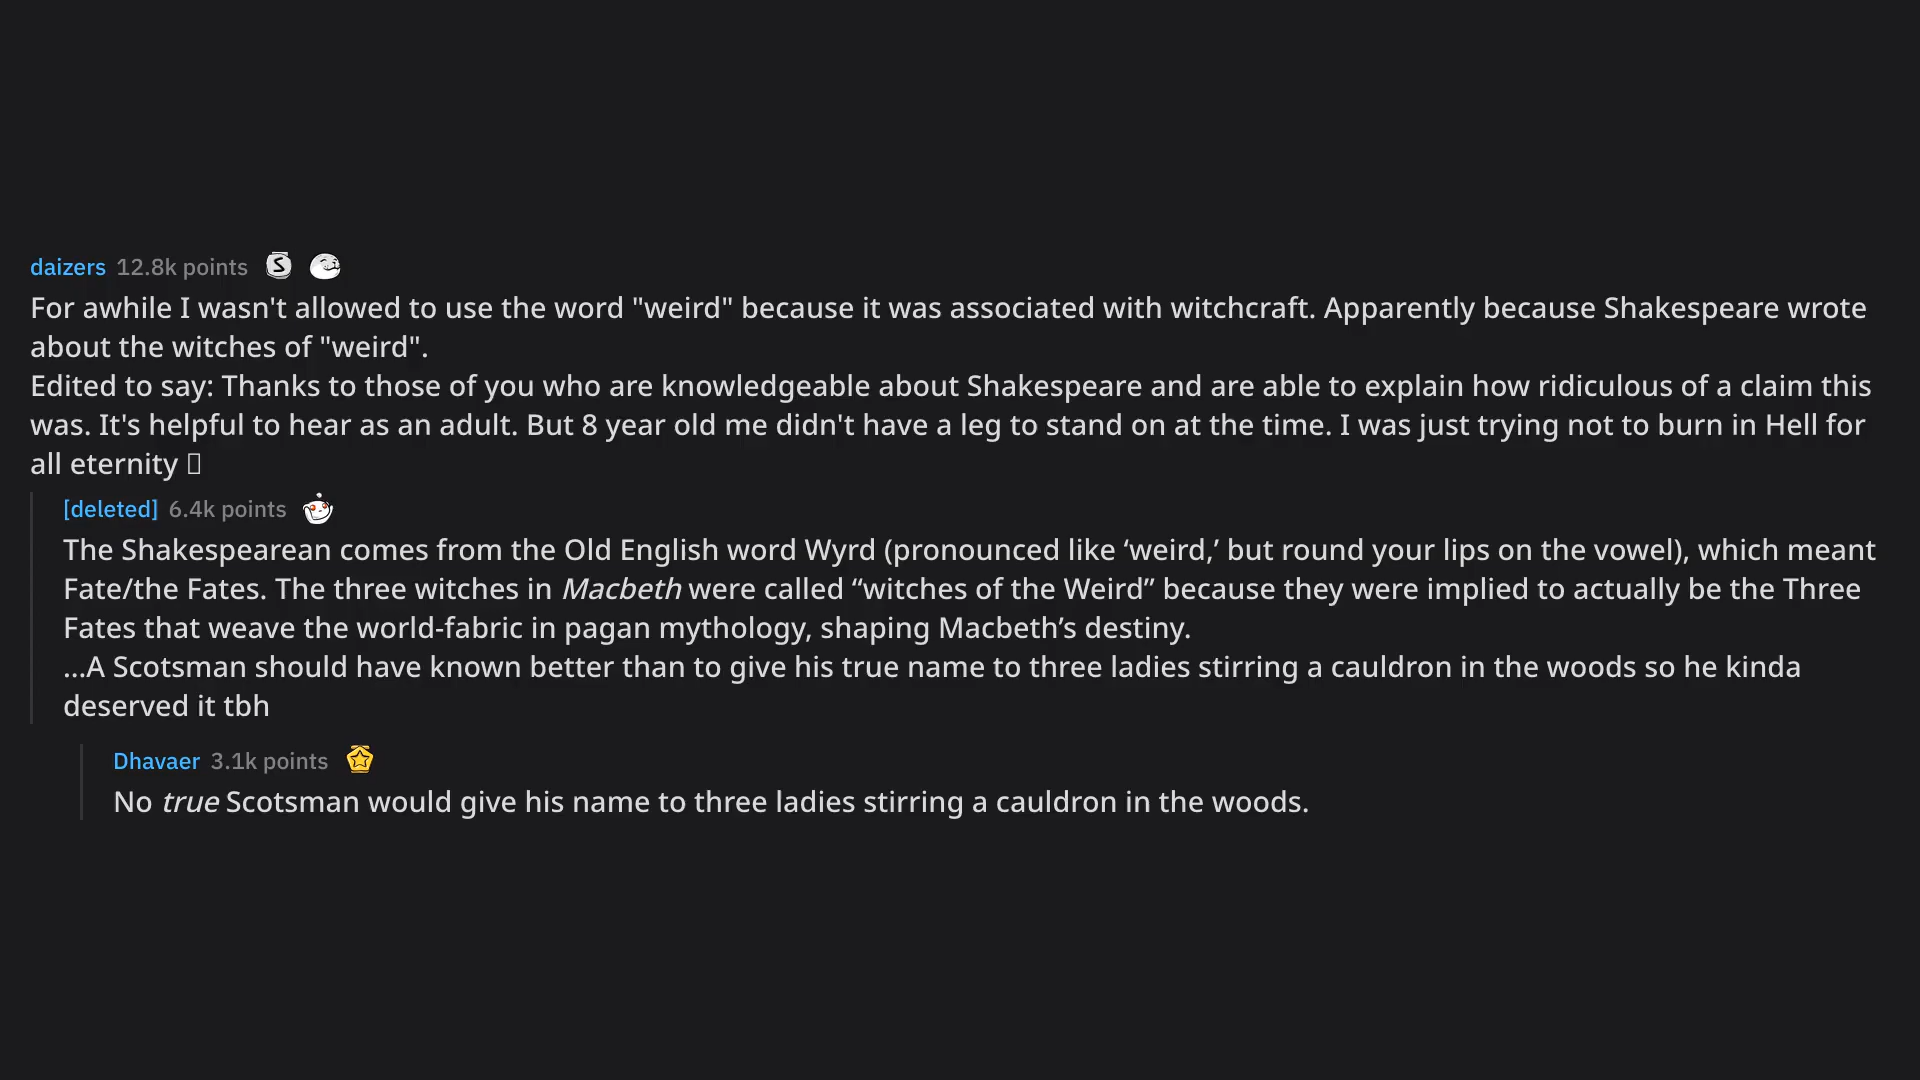 daizers 12.8k points
For awhile I wasn't allowed to use the word "weird" because it was associated with witchcraft. Apparently because Shakespeare wrote
about the witches of "weird".
Edited to say: Thanks to those of you who are knowledgeable about Shakespeare and are able to explain how ridiculous of a claim this
was. It's helpful to hear as an adult. But 8 year old me didn't have a leg to stand on at the time. I was just trying not to burn in Hell for
all eternity
[deleted] 6.4k points
The Shakespearean comes from the Old English word Wyrd (pronounced like ‘weird,’ but round your lips on the vowel), which meant
Fate/the Fates. The three witches in Macbeth were called “witches of the Weird” because they were implied to actually be the Three
Fates that weave the world-fabric in pagan mythology, shaping Macbeth’s destiny.
...A Scotsman should have known better than to give his true name to three ladies stirring a cauldron in the woods so he kinda
deserved it tbh
Dhavaer 3.1k points
No true Scotsman would give his name to three ladies stirring a cauldron in the woods.